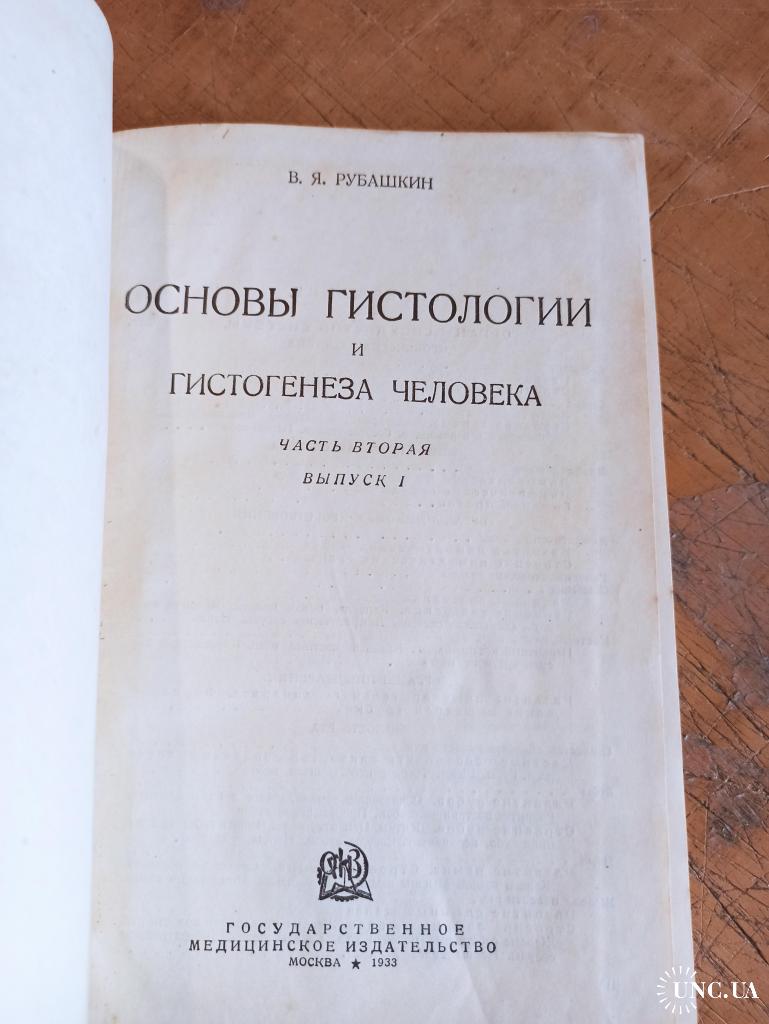 В. Я. РУБАШКИН
ОСНОВЫ ГИСТОЛОГИИ
И
ГИСТОГЕНЕЗА ЧЕЛОВЕКА
ЧАСТЬ ВТОРАЯ
ВЫПУСК I
ГОСУДАРСТВЕННОЕ
МЕДИЦИНСКОЕ ИЗДАТЕЛЬСТВО
МОСКВА ★ 1933
UNC.UA